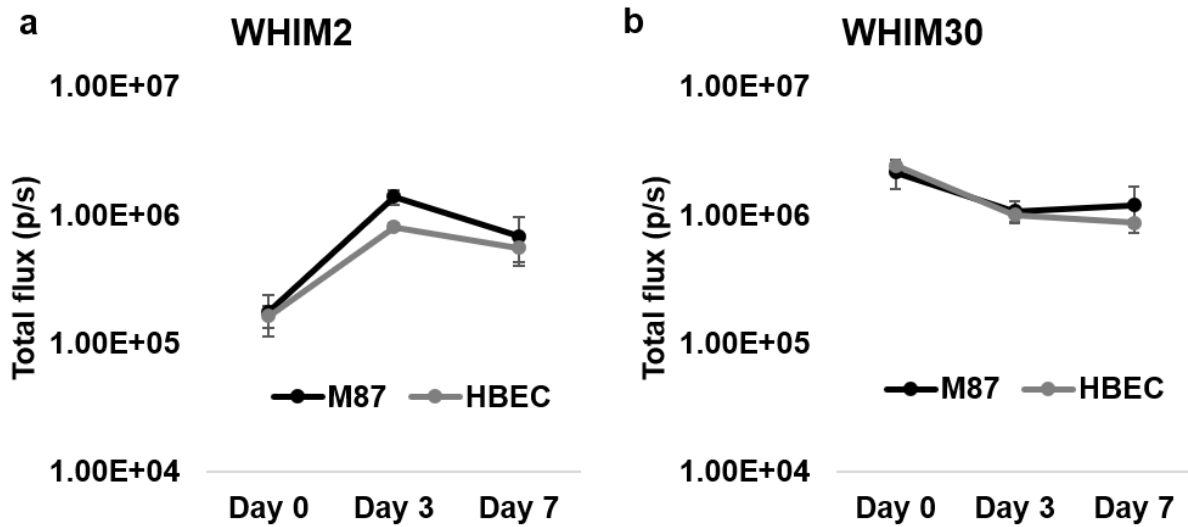 a
WHIM2
1.00E+07
1.00E+06
1.00E+05
1.00E+04
Total flux (p/s)
M87 HBEC
Day 0 Day 3 Day 7
b
WHIM30
1.00E+07
1.00E+06
1.00E+05
1.00E+04
Total flux (p/s)
M87 HBEC
Day 0 Day 3 Day 7